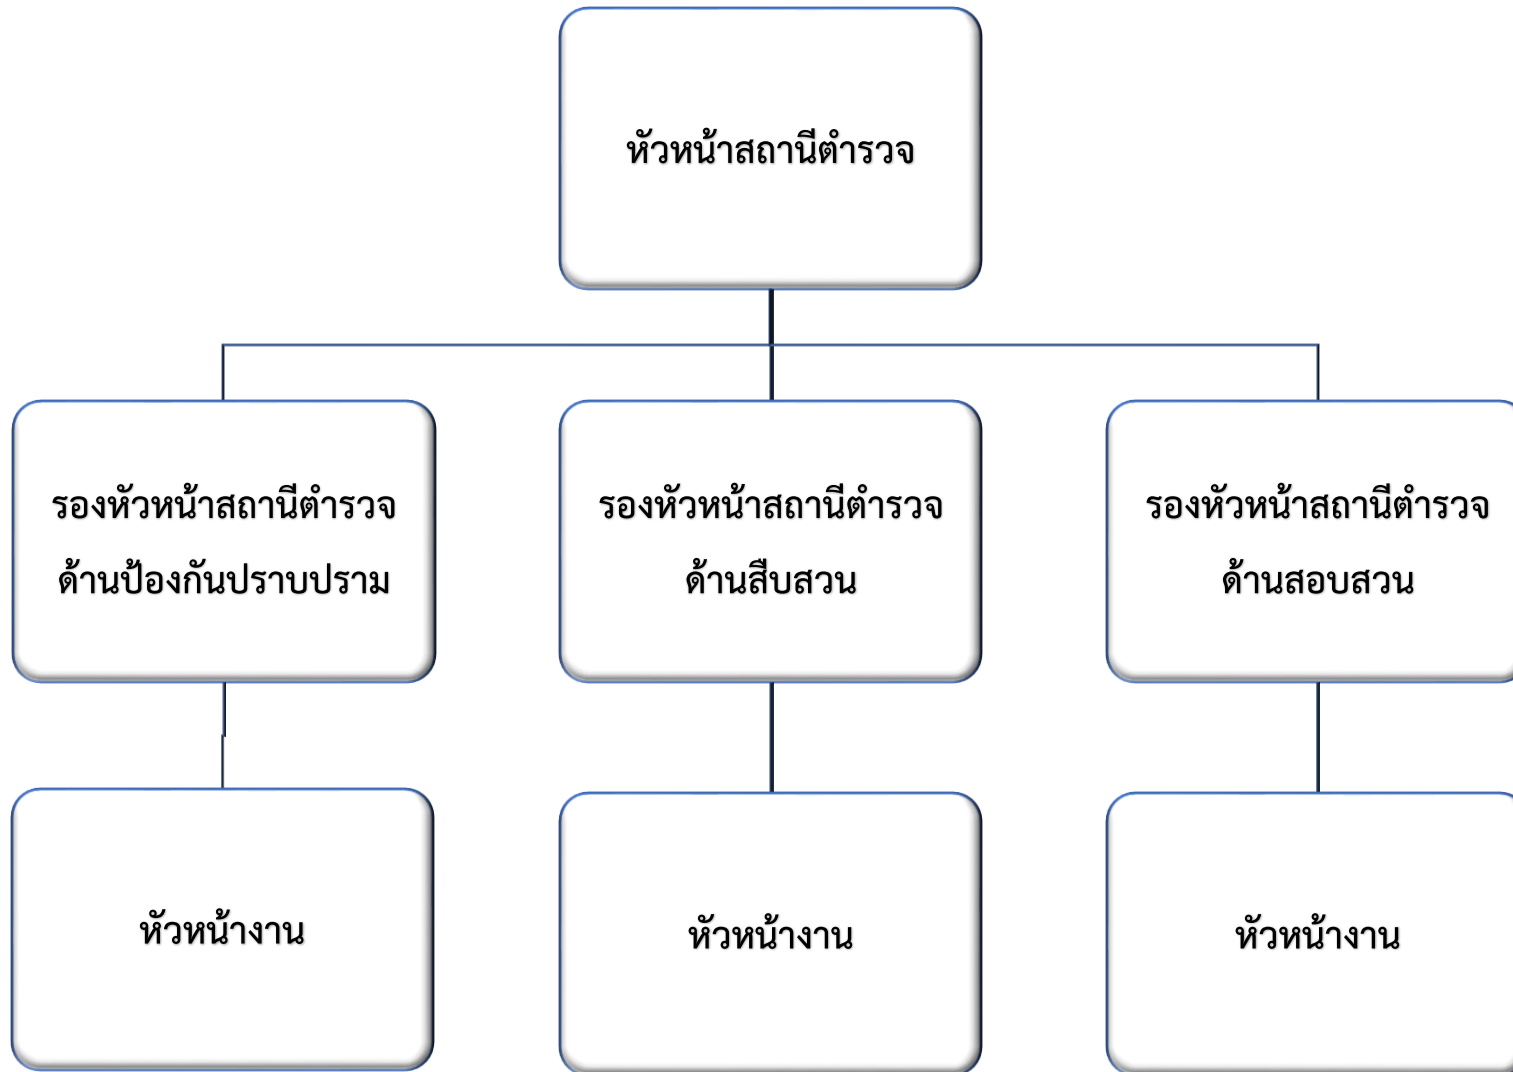 หัวหน้าสถานีตำรวจ
รองหัวหน้าสถานีตำรวจ
ด้านป้องกันปราบปราม
รองหัวหน้าสถานีตำรวจ
ด้านสืบสวน
รองหัวหน้าสถานีตำรวจ
ด้านสอบสวน
หัวหน้างาน
หัวหน้างาน
หัวหน้างาน